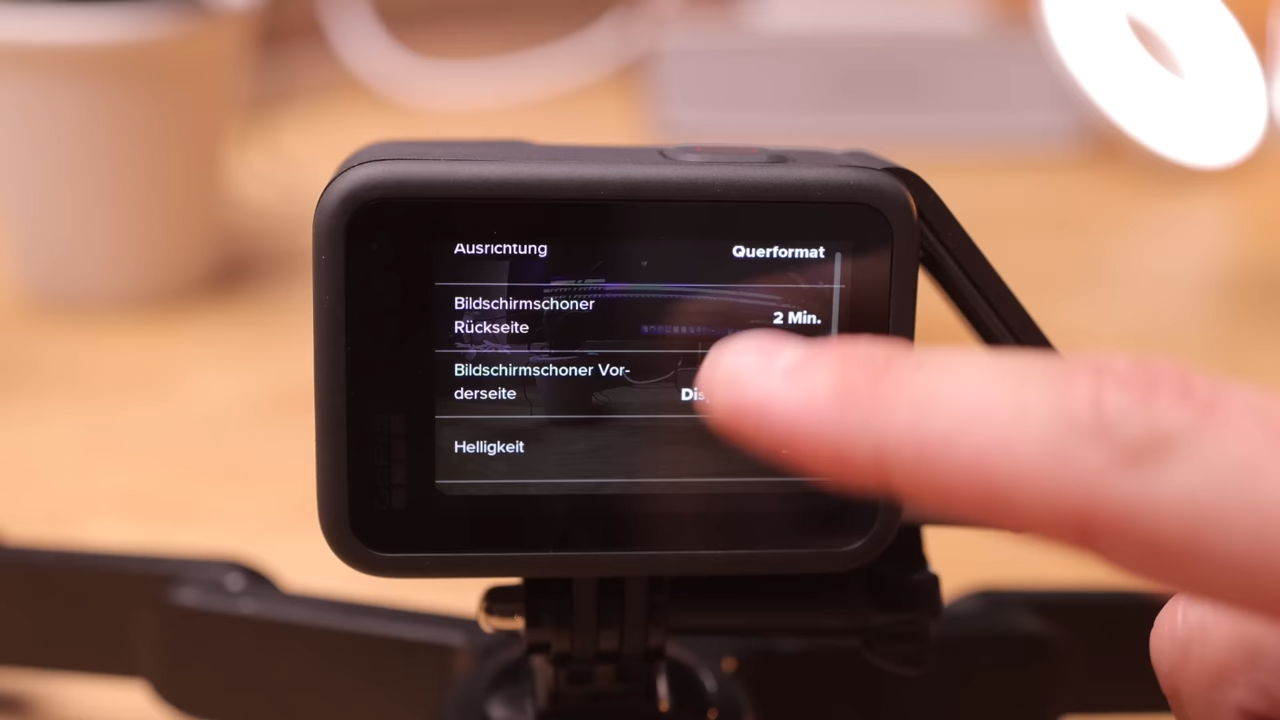 Ausrichtung
Querformat
Bildschirmschoner
Rückseite
2 Min.
Bildschirmschoner Vor-
derseite
Helligkeit